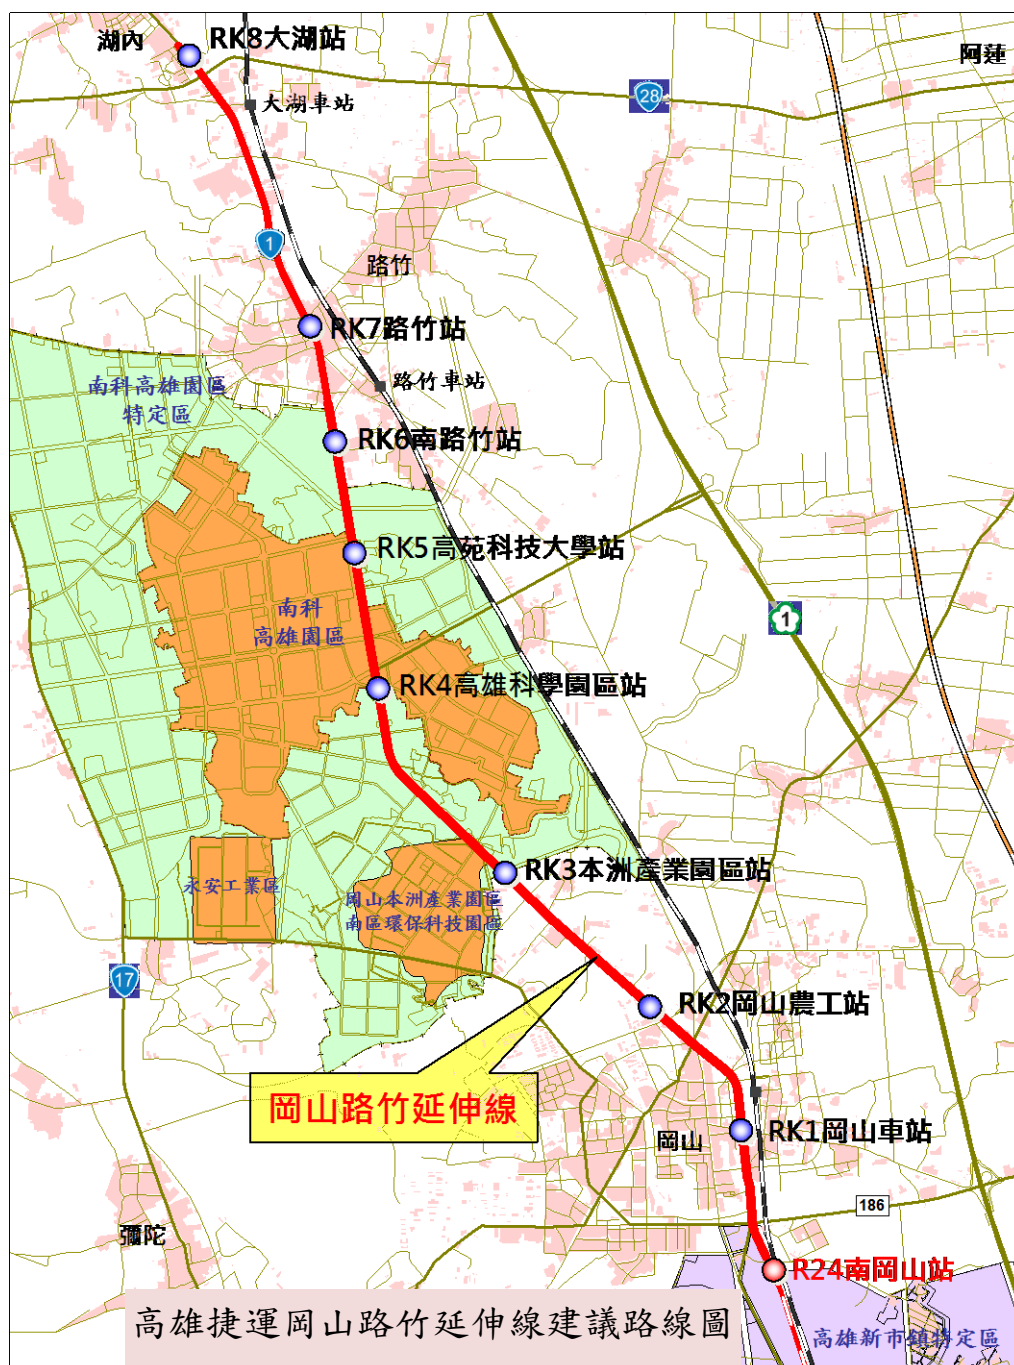 湖內
RK8大湖站
阿蓮
大湖車站
28
1
路竹
RK7路竹站
路竹車站
南科高雄園區
特定區
RK6南路竹站
RK5高苑科技大學站
南科
高雄園區
1
RK4高雄科學園區站
RK3本洲產業園區站
永安工業區
岡山本洲產業園區
南區環保科技園區
17
RK2岡山農工站
岡山路竹延伸線
RK1岡山車站
岡山
186
彌陀
R24南岡山站
高雄捷運岡山路竹延伸線建議路線圖
高雄新市鎮特定區